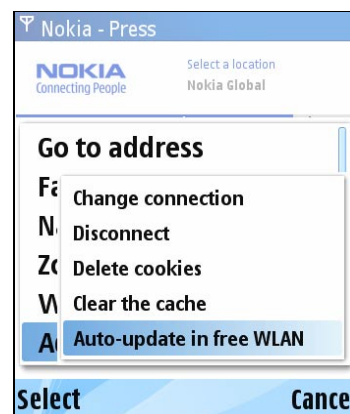 Nokia - Press
NOKIA
Connecting People
Select a location
Nokia Global
Go to address
Change connection
Disconnect
Delete cookies
Clear the cache
Auto-update in free WLAN
Select
Cance